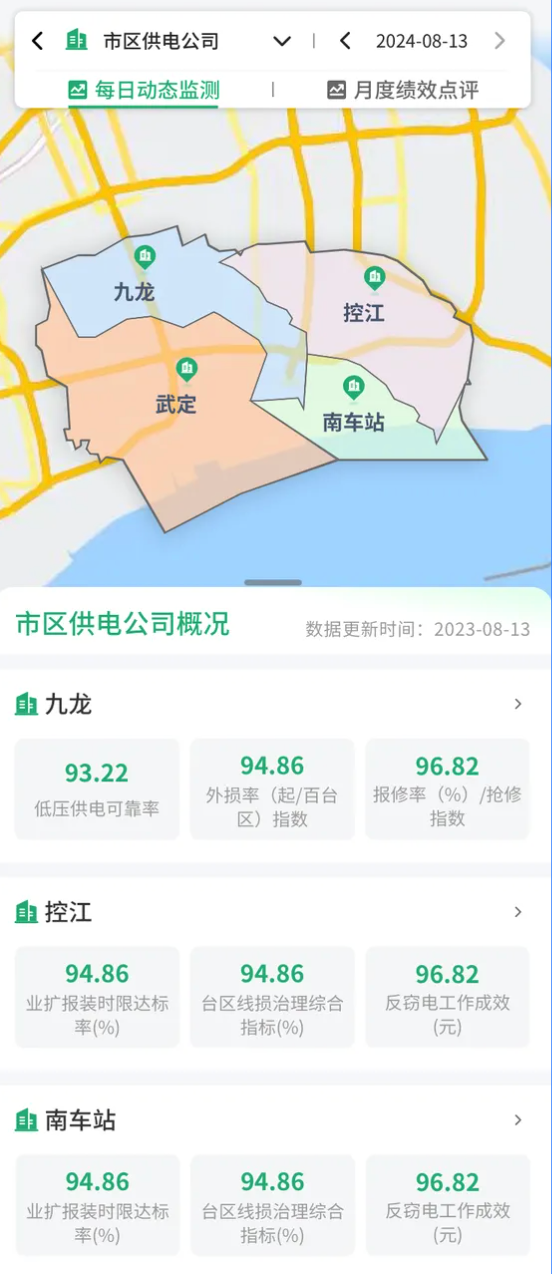 市区供电公司
2024-08-13
每日动态监测
月度绩效点评
九龙
控江
武定
南车站
市区供电公司概况
数据更新时间：2023-08-13
九龙
93.22
低压供电可靠率
94.86
外损率（起/百台
区）指数
96.82
报修率（%）/抢修
指数
控江
94.86
业扩报装时限达标
率(%)
94.86
台区线损治理综合
指标(%)
96.82
反窃电工作成效
(元)
南车站
94.86
业扩报装时限达标
率(%)
94.86
台区线损治理综合
指标(%)
96.82
反窃电工作成效
(元)